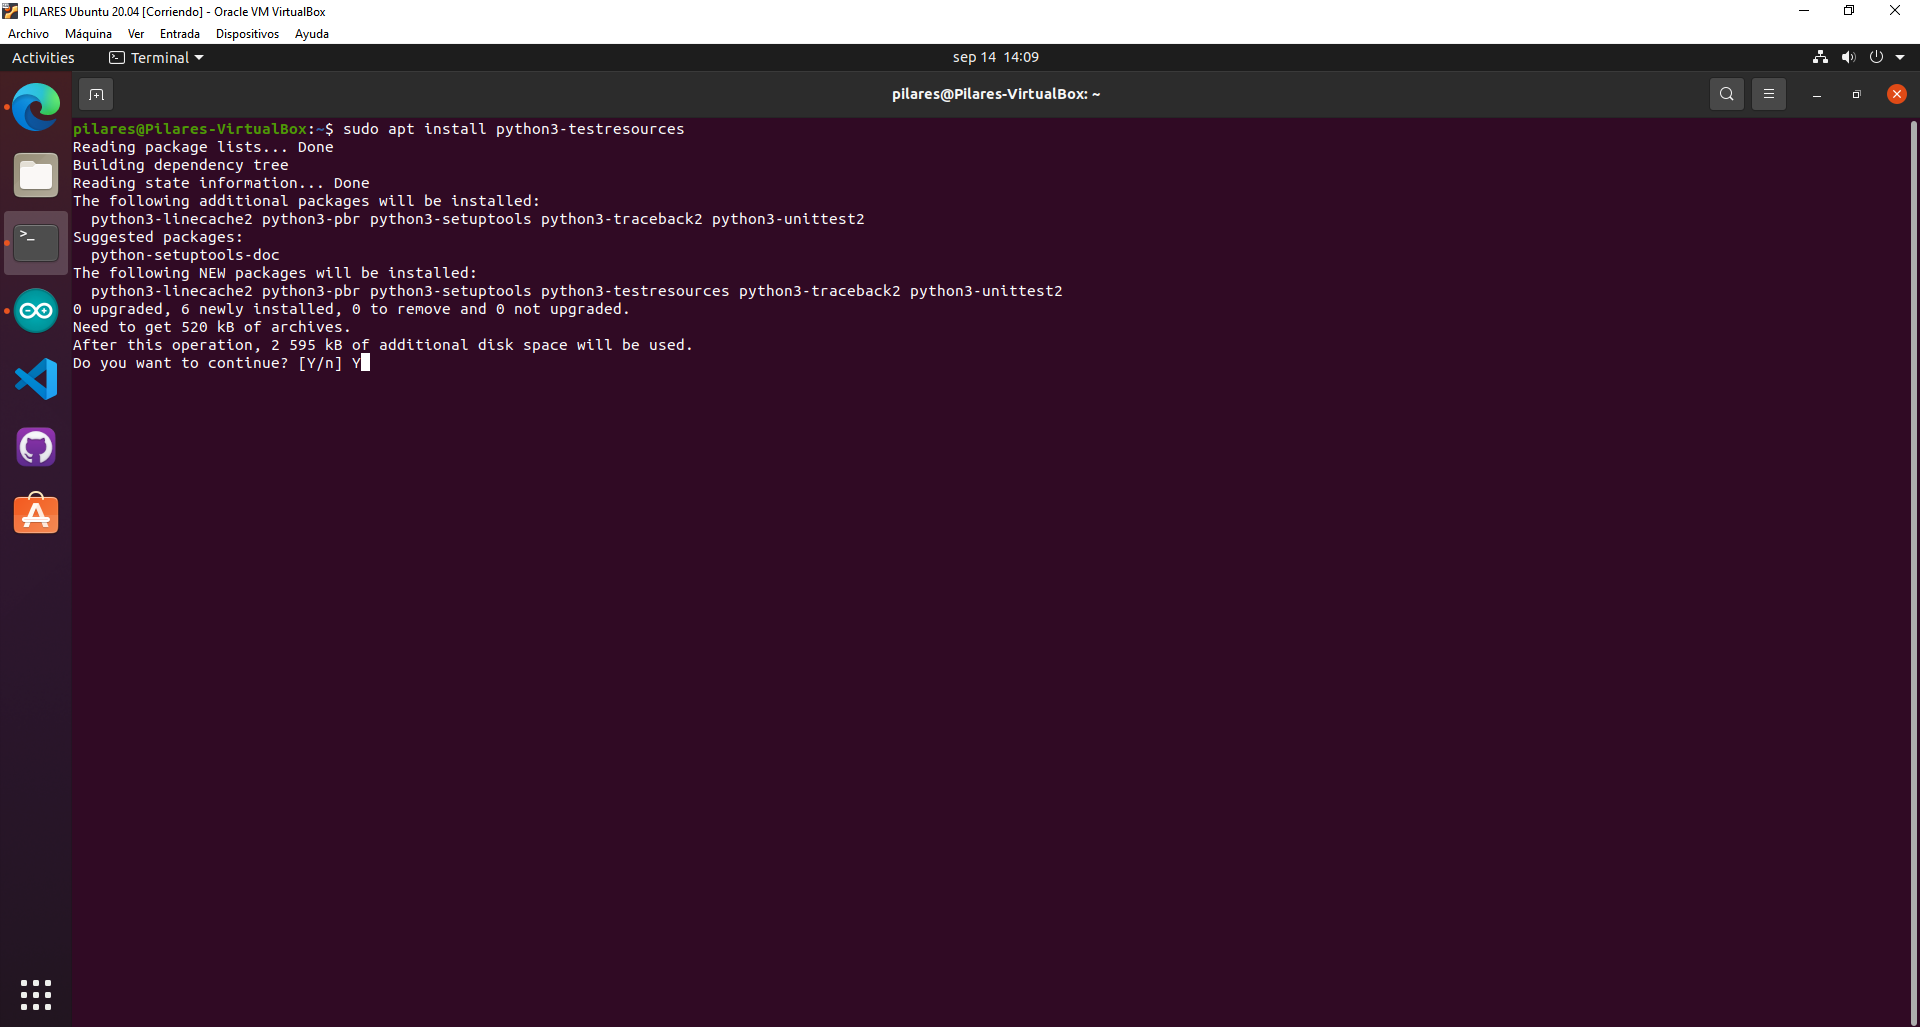 PILARES Ubuntu 20.04 [Corriendo] - Oracle VM VirtualBox
Archivo Máquina Ver Entrada Dispositivos Ayuda
Activities Terminal sep 14 14:09
pilares@Pilares-VirtualBox: ~
pilares@Pilares-VirtualBox:~$ sudo apt install python3-testresources
Reading package lists... Done
Building dependency tree
Reading state information... Done
The following additional packages will be installed:
  python3-linecache2 python3-pbr python3-setuptools python3-traceback2 python3-unittest2
Suggested packages:
  python-setuptools-doc
The following NEW packages will be installed:
  python3-linecache2 python3-pbr python3-setuptools python3-testresources python3-traceback2 python3-unittest2
0 upgraded, 6 newly installed, 0 to remove and 0 not upgraded.
Need to get 520 kB of archives.
After this operation, 2 595 kB of additional disk space will be used.
Do you want to continue? [Y/n] Y